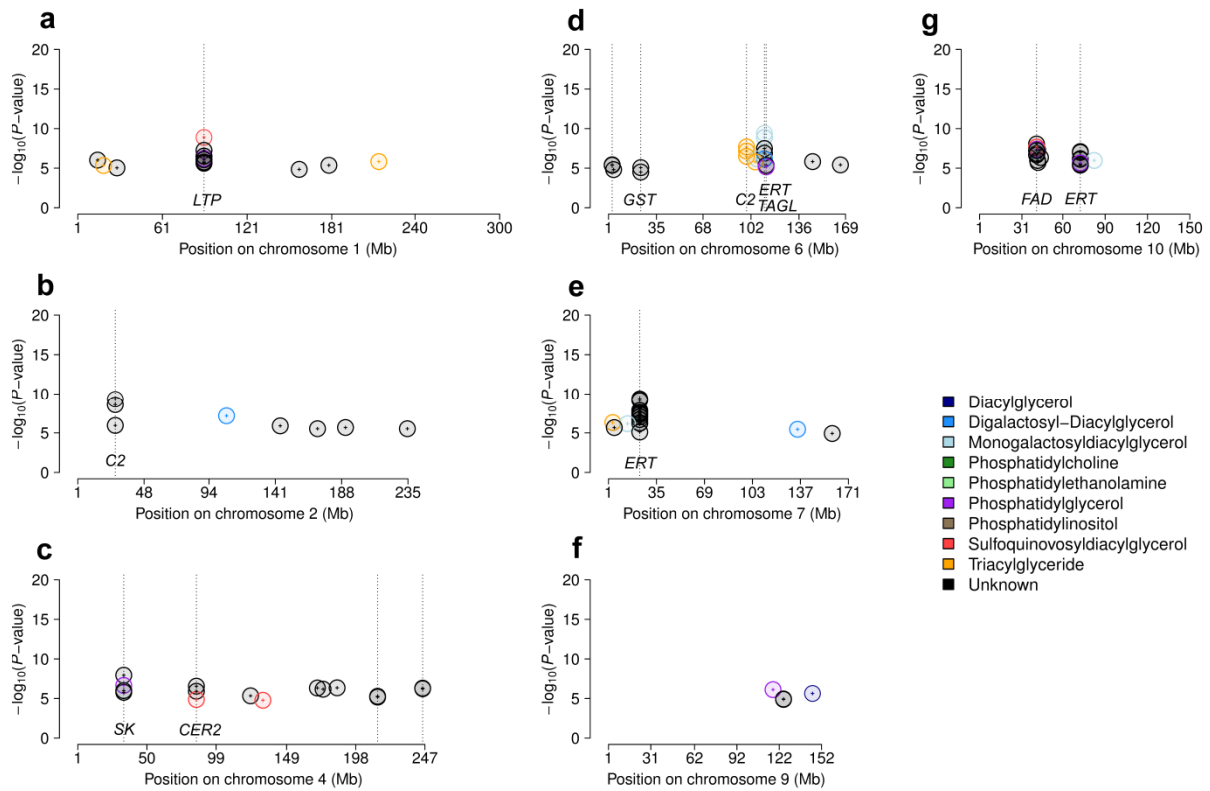 a
20
15
10
5
0
−log10(P−value)
LTP
1 61 121 181 240 300
Position on chromosome 1 (Mb)
b
20
15
10
5
0
−log10(P−value)
C2
1 48 94 141 188 235
Position on chromosome 2 (Mb)
c
20
15
10
5
0
−log10(P−value)
SK CER2
1 50 99 149 198 247
Position on chromosome 4 (Mb)
d
20
15
10
5
0
−log10(P−value)
GST C2 ERT
TAGL
1 35 68 102 136 169
Position on chromosome 6 (Mb)
e
20
15
10
5
0
−log10(P−value)
ERT
1 35 69 103 137 171
Position on chromosome 7 (Mb)
f
20
15
10
5
0
−log10(P−value)
1 31 61 92 122 152
Position on chromosome 9 (Mb)
g
20
15
10
5
0
−log10(P−value)
FAD ERT
1 31 60 90 120 150
Position on chromosome 10 (Mb)
Diacylglycerol
Digalactosyl−Diacylglycerol
Monogalactosyldiacylglycerol
Phosphatidylcholine
Phosphatidylethanolamine
Phosphatidylglycerol
Phosphatidylinositol
Sulfoquinovosyldiacylglycerol
Triacylglyceride
Unknown